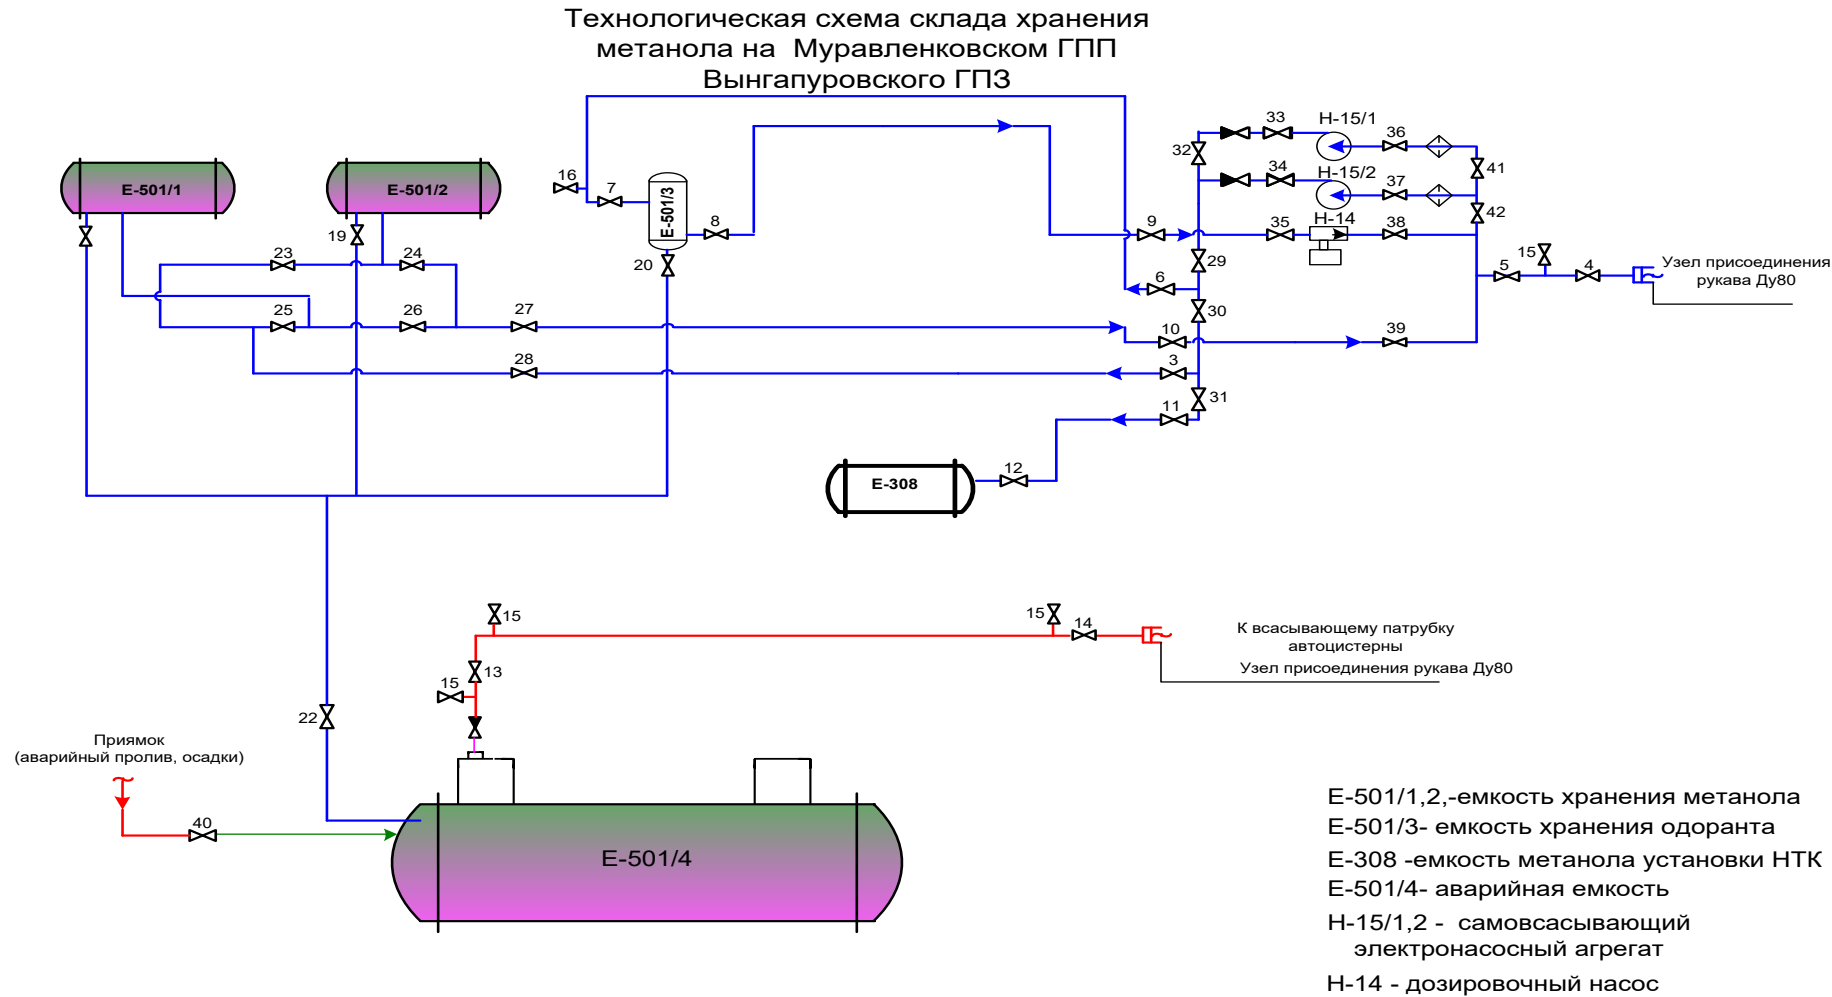 Технологическая схема склада хранения
метанола на Муравленковском ГПП
Вынгапуровского ГПЗ
Е-501/1
Е-501/2
Е-501/3
16
7
8
19
20
23
24
25
26
27
28
9
6
10
3
11
12
29
30
31
32
33
34
35
Н-15/1
Н-15/2
Н-14
36
37
38
39
41
42
5
15
4
Узел присоединения
рукава Ду80
Е-308
15
15
14
13
15
К всасывающему патрубку
автоцистерны
Узел присоединения рукава Ду80
22
Приямок
(аварийный пролив, осадки)
40
Е-501/4
Е-501/1,2,-емкость хранения метанола
Е-501/3- емкость хранения одоранта
Е-308 -емкость метанола установки НТК
Е-501/4- аварийная емкость
Н-15/1,2 - самовсасывающий
электронасосный агрегат
Н-14 - дозировочный насос